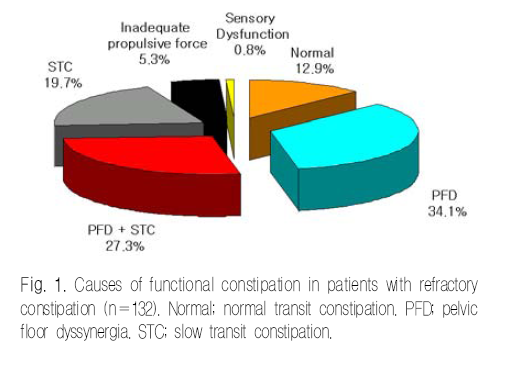 Sensory
Dysfunction
0.8%
Inadequate
propulsive force
5.3%
Normal
12.9%
STC
19.7%
PFD
34.1%
PFD + STC
27.3%
Fig. 1. Causes of functional constipation in patients with refractory
constipation (n=132). Normal; normal transit constipation. PFD; pelvic
floor dyssynergia. STC; slow transit constipation.